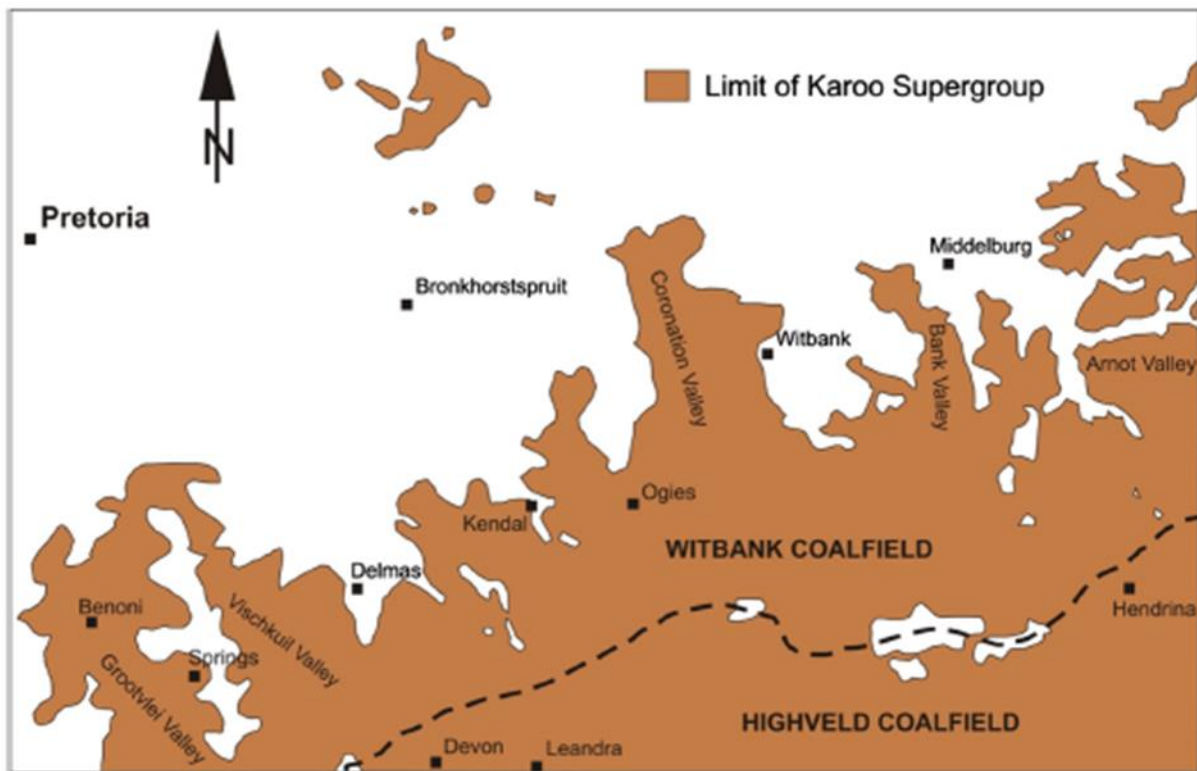 Limit of Karoo Supergroup
N
Pretoria
Middelburg
Bronkhorstspruit
Coronation Valley
Witbank
Bank Valley
Arnot Valley
Ogies
Kendal
WITBANK COALFIELD
Delmas
Benoni
Vischkuil Valley
Hendrina
Springs
Grootvlei Valley
HIGHVELD COALFIELD
Devon
Leandra